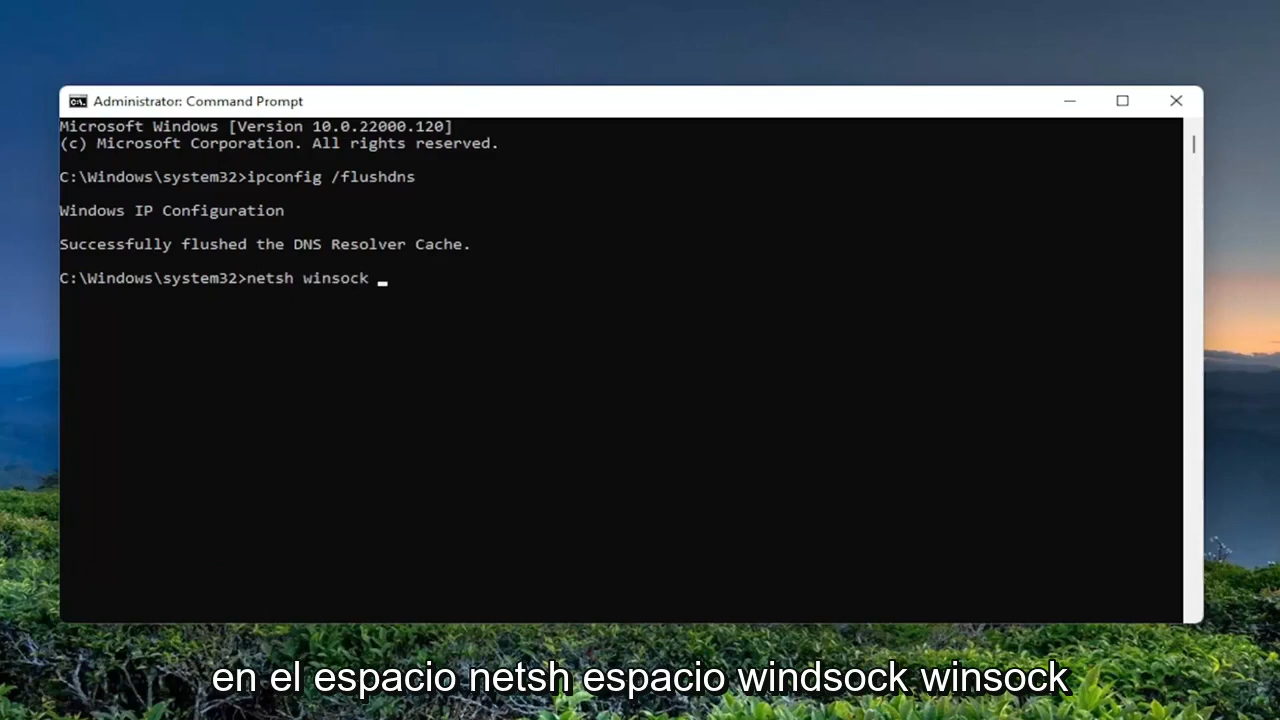 Administrator: Command Prompt
Microsoft Windows [Version 10.0.22000.120]
(c) Microsoft Corporation. All rights reserved.
C:\Windows\system32>ipconfig /flushdns
Windows IP Configuration
Successfully flushed the DNS Resolver Cache.
C:\Windows\system32>netsh winsock
en el espacio netsh espacio windsock winsock